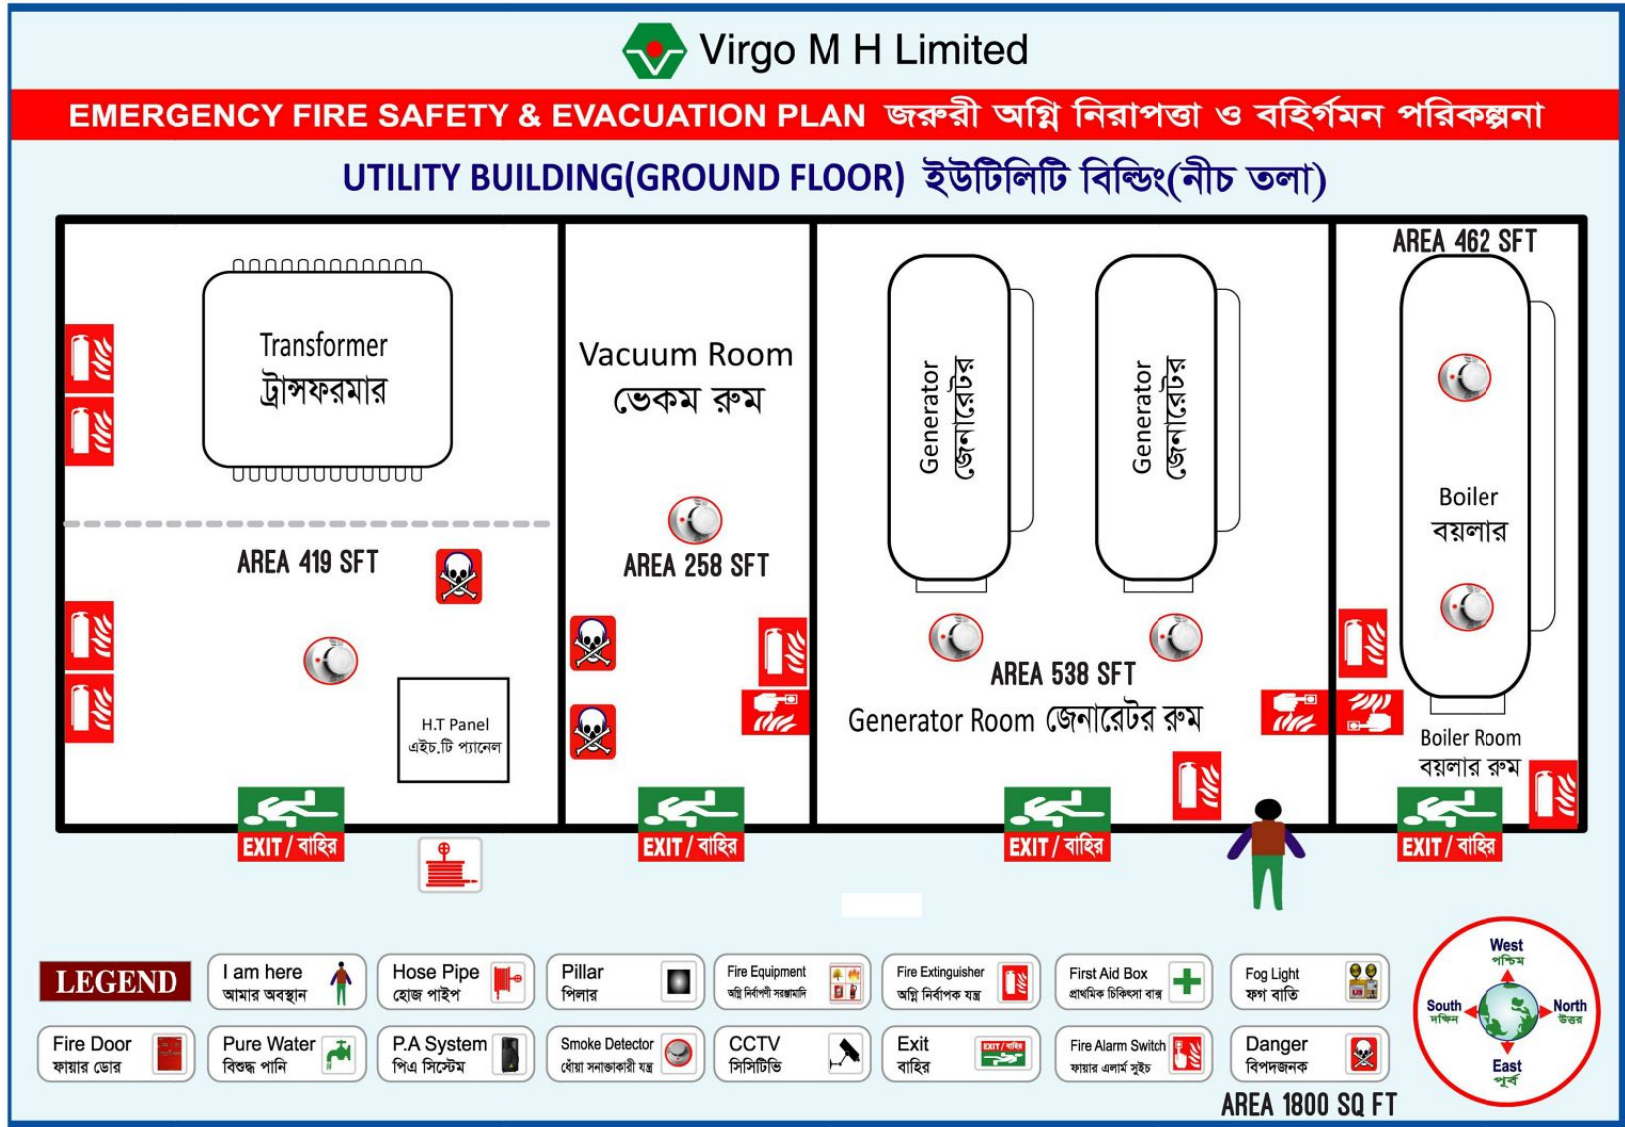 Virgo M H Limited
EMERGENCY FIRE SAFETY & EVACUATION PLAN জরুরী অগ্নি নিরাপত্তা ও বহির্গমন পরিকল্পনা
UTILITY BUILDING(GROUND FLOOR) ইউটিলিটি বিল্ডিং(নীচ তলা)
Transformer
ট্রান্সফরমার
AREA 419 SFT
H.T Panel
এইচ.টি প্যানেল
EXIT / বাহির
Vacuum Room
ভেকম রুম
AREA 258 SFT
EXIT / বাহির
Generator
জেনারেটর
Generator
জেনারেটর
AREA 538 SFT
Generator Room জেনারেটর রুম
EXIT / বাহির
AREA 462 SFT
Boiler
বয়লার
Boiler Room
বয়লার রুম
EXIT / বাহির
LEGEND
I am here
আমার অবস্থান
Hose Pipe
হোজ পাইপ
Pillar
পিলার
Fire Equipment
অগ্নি নির্বাপণী সরঞ্জামাদি
Fire Extinguisher
অগ্নি নির্বাপক যন্ত্র
First Aid Box
প্রাথমিক চিকিৎসা বাক্স
Fog Light
ফগ বাতি
Fire Door
ফায়ার ডোর
Pure Water
বিশুদ্ধ পানি
P.A System
পিএ সিস্টেম
Smoke Detector
ধোঁয়া সনাক্তকারী যন্ত্র
CCTV
সিসিটিভি
Exit
বাহির
EXIT / বাহির
Fire Alarm Switch
ফায়ার এলার্ম সুইচ
Danger
বিপদজনক
West
পশ্চিম
South
দক্ষিন
North
উত্তর
East
পূর্ব
AREA 1800 SQ FT